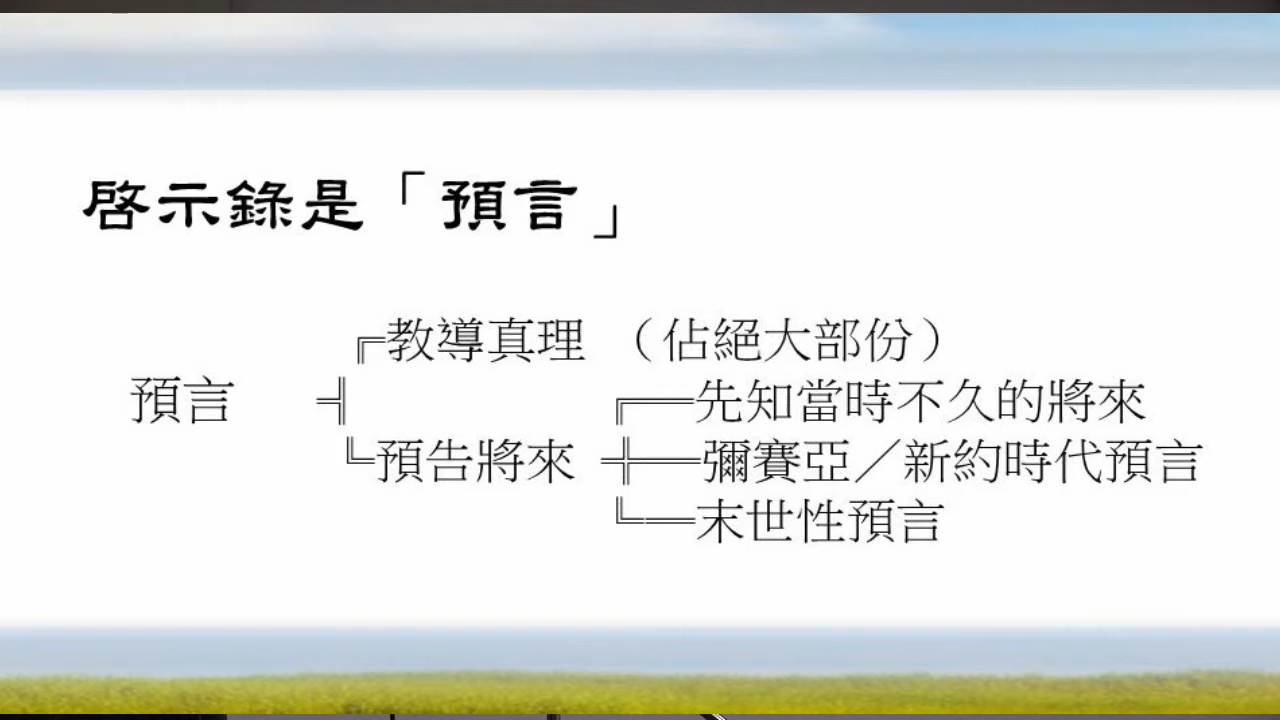 啓示錄是「預言」
╔教導真理 （佔絕大部份）
預言 ╣ ╔══先知當時不久的將來
╚預告將來 ╬══彌賽亞／新約時代預言
╚══末世性預言